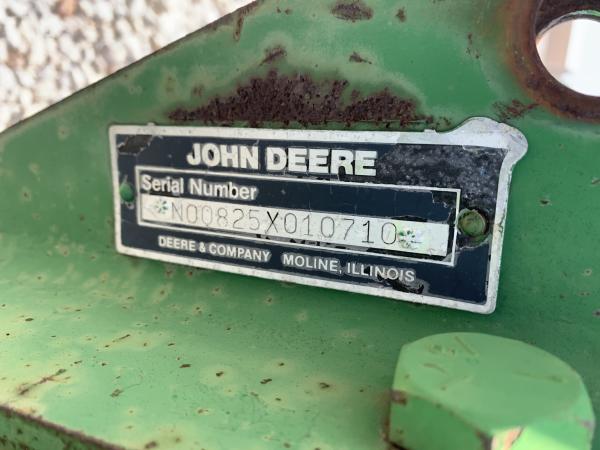 JOHN DEERE
Serial Number
*N00825X010710*
DEERE & COMPANY MOLINE, ILLINOIS